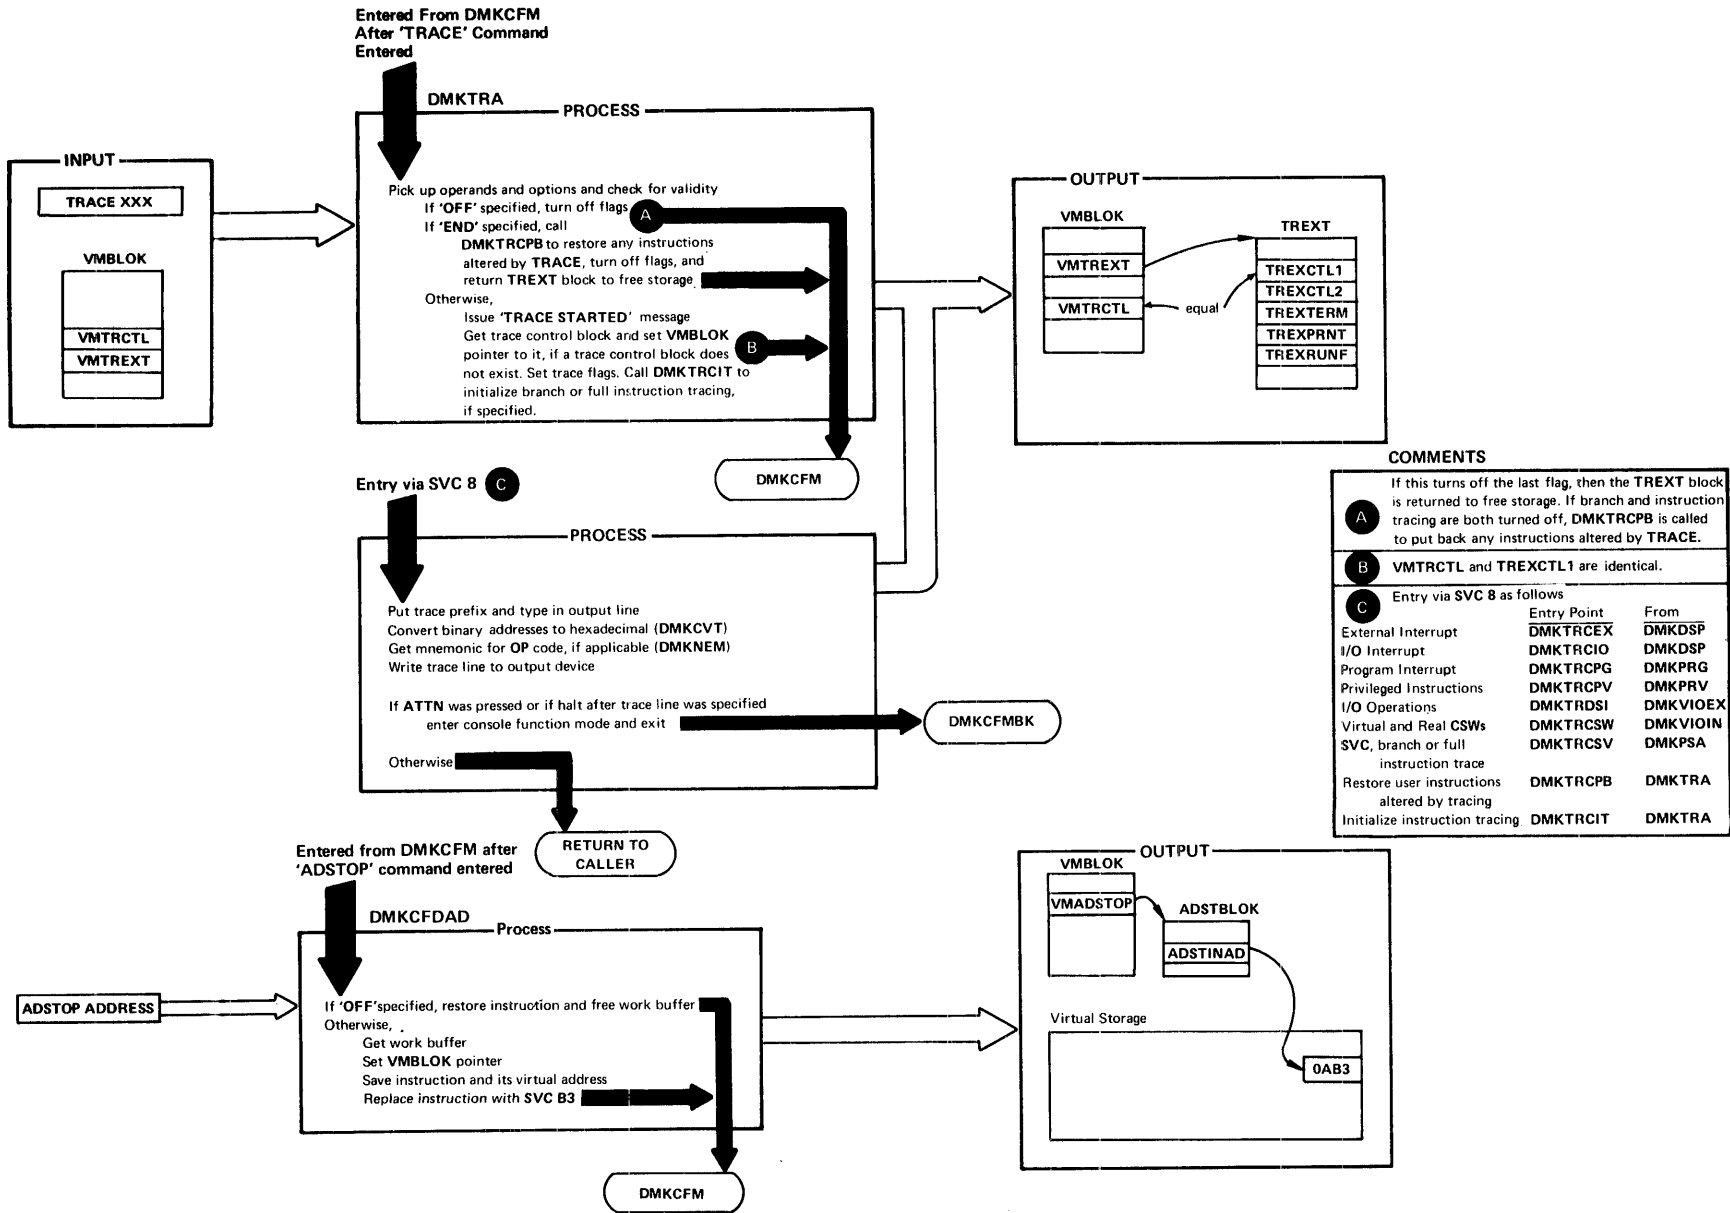 Entered From DMKCFM
After 'TRACE' Command
Entered
DMKTRA
PROCESS
INPUT
TRACE XXX
VMBLOK
VMTRCTL
VMTREXT
Pick up operands and options and check for validity
If 'OFF' specified, turn off flags A
If 'END' specified, call
DMKTRCPB to restore any instructions
altered by TRACE, turn off flags, and
return TREXT block to free storage
Otherwise,
Issue 'TRACE STARTED' message
Get trace control block and set VMBLOK
pointer to it, if a trace control block does B
not exist. Set trace flags. Call DMKTRCIT to
initialize branch or full instruction tracing,
if specified.
DMKCFM
OUTPUT
VMBLOK
VMTREXT
VMTRCTL
equal
TREXT
TREXCTL1
TREXCTL2
TREXTERM
TREXPRNT
TREXRUNF
Entry via SVC 8 C
PROCESS
Put trace prefix and type in output line
Convert binary addresses to hexadecimal (DMKCVT)
Get mnemonic for OP code, if applicable (DMKNEM)
Write trace line to output device
If ATTN was pressed or if halt after trace line was specified
enter console function mode and exit
DMKCFMBK
Otherwise
RETURN TO
CALLER
COMMENTS
A
If this turns off the last flag, then the TREXT block
is returned to free storage. If branch and instruction
tracing are both turned off, DMKTRCPB is called
to put back any instructions altered by TRACE.
B VMTRCTL and TREXCTL1 are identical.
C Entry via SVC 8 as follows
Entry Point From
External Interrupt DMKTRCEX DMKDSP
I/O Interrupt DMKTRCIO DMKDSP
Program Interrupt DMKTRCPG DMKPRG
Privileged Instructions DMKTRCPV DMKPRV
I/O Operations DMKTRDSI DMKVIOEX
Virtual and Real CSWs DMKTRCSW DMKVIOIN
SVC, branch or full DMKTRCSV DMKPSA
instruction trace
Restore user instructions DMKTRCPB DMKTRA
altered by tracing
Initialize instruction tracing DMKTRCIT DMKTRA
Entered from DMKCFM after
'ADSTOP' command entered
DMKCFDAD
Process
ADSTOP ADDRESS
If 'OFF'specified, restore instruction and free work buffer
Otherwise,
Get work buffer
Set VMBLOK pointer
Save instruction and its virtual address
Replace instruction with SVC B3
DMKCFM
OUTPUT
VMBLOK
VMADSTOP
ADSTBLOK
ADSTINAD
Virtual Storage
0AB3